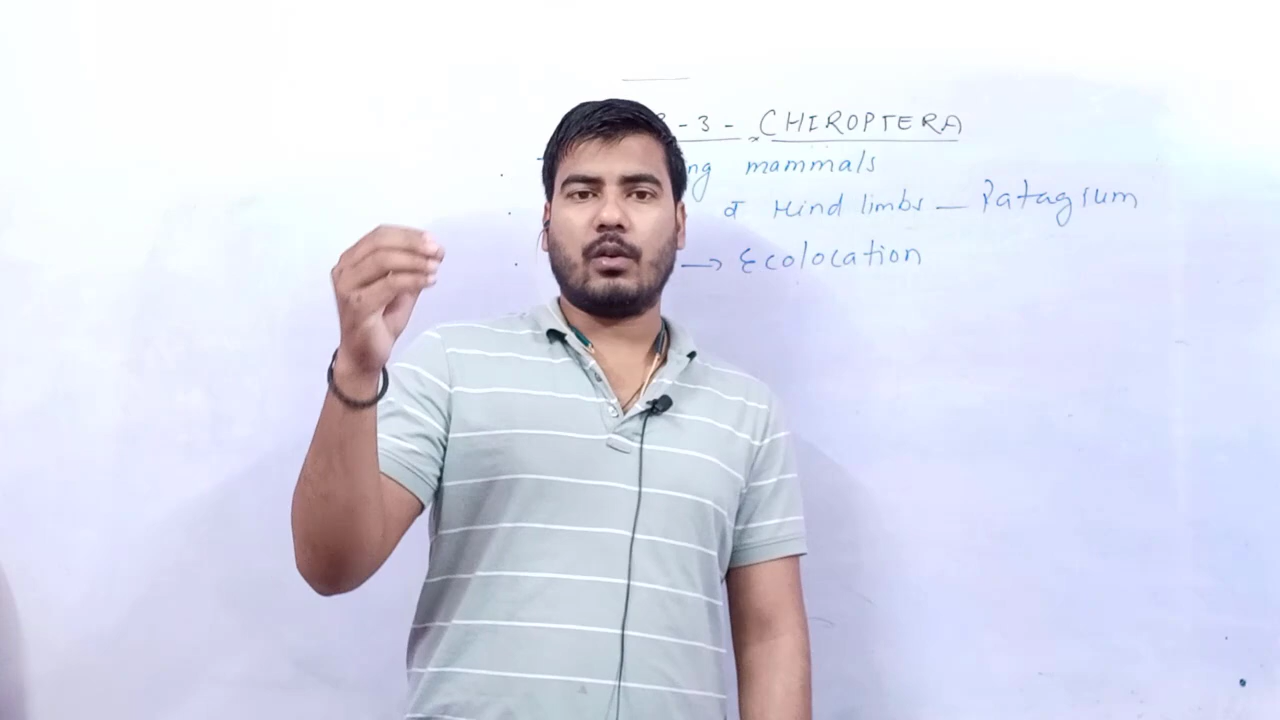 - 3 - CHIROPTERA
mammals
व Hind limbs — Patagium
→ Ecolocation